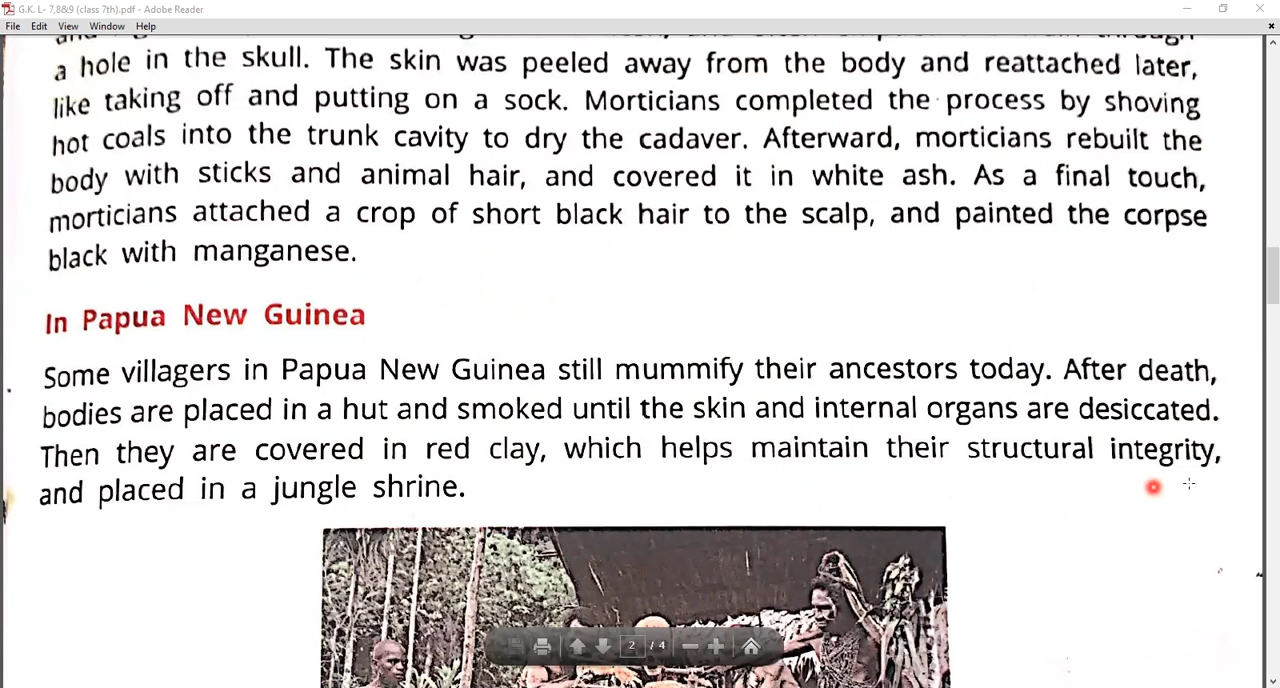 G.K. L- 7,8&9 (class 7th).pdf - Adobe Reader
File Edit View Window Help
a hole in the skull. The skin was peeled away from the body and reattached later,
like taking off and putting on a sock. Morticians completed the process by shoving
hot coals into the trunk cavity to dry the cadaver. Afterward, morticians rebuilt the
body with sticks and animal hair, and covered it in white ash. As a final touch,
morticians attached a crop of short black hair to the scalp, and painted the corpse
black with manganese.
In Papua New Guinea
Some villagers in Papua New Guinea still mummify their ancestors today. After death,
bodies are placed in a hut and smoked until the skin and internal organs are desiccated.
Then they are covered in red clay, which helps maintain their structural integrity,
and placed in a jungle shrine.
2 / 4